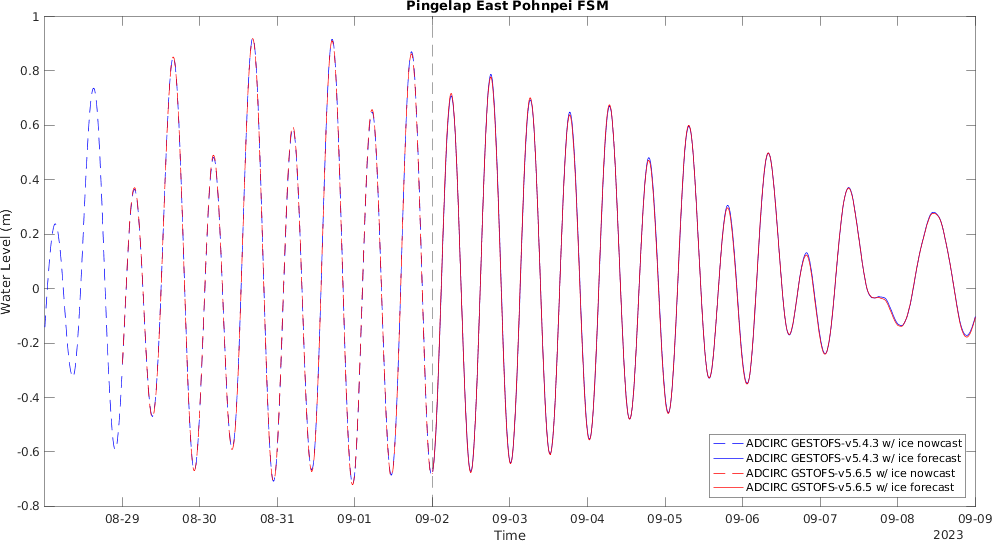 Pingelap East Pohnpei FSM
1
0.8
0.6
0.4
0.2
0
-0.2
-0.4
-0.6
-0.8
Water Level (m)
ADCIRC GESTOFS-v5.4.3 w/ ice nowcast
ADCIRC GESTOFS-v5.4.3 w/ ice forecast
ADCIRC GSTOFS-v5.6.5 w/ ice nowcast
ADCIRC GSTOFS-v5.6.5 w/ ice forecast
08-29 08-30 08-31 09-01 09-02 09-03 09-04 09-05 09-06 09-07 09-08 09-09
Time
2023